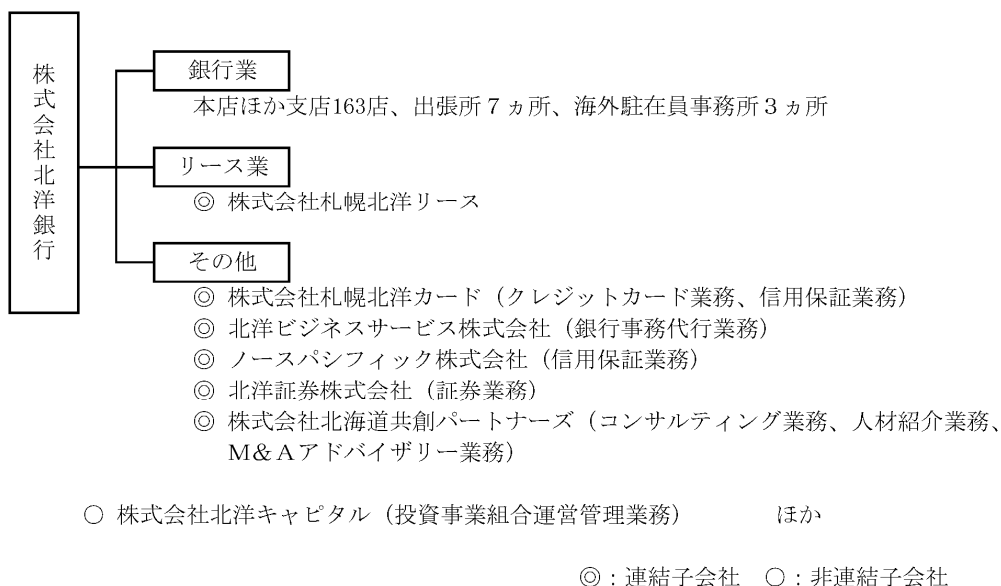 株式会社北洋銀行
銀行業
本店ほか支店163店、出張所７ヵ所、海外駐在員事務所３ヵ所
リース業
◎ 株式会社札幌北洋リース
その他
◎ 株式会社札幌北洋カード（クレジットカード業務、信用保証業務）
◎ 北洋ビジネスサービス株式会社（銀行事務代行業務）
◎ ノースパシフィック株式会社（信用保証業務）
◎ 北洋証券株式会社（証券業務）
◎ 株式会社北海道共創パートナーズ（コンサルティング業務、人材紹介業務、
Ｍ＆Ａアドバイザリー業務）
○ 株式会社北洋キャピタル（投資事業組合運営管理業務）　　　　ほか
◎：連結子会社　○：非連結子会社